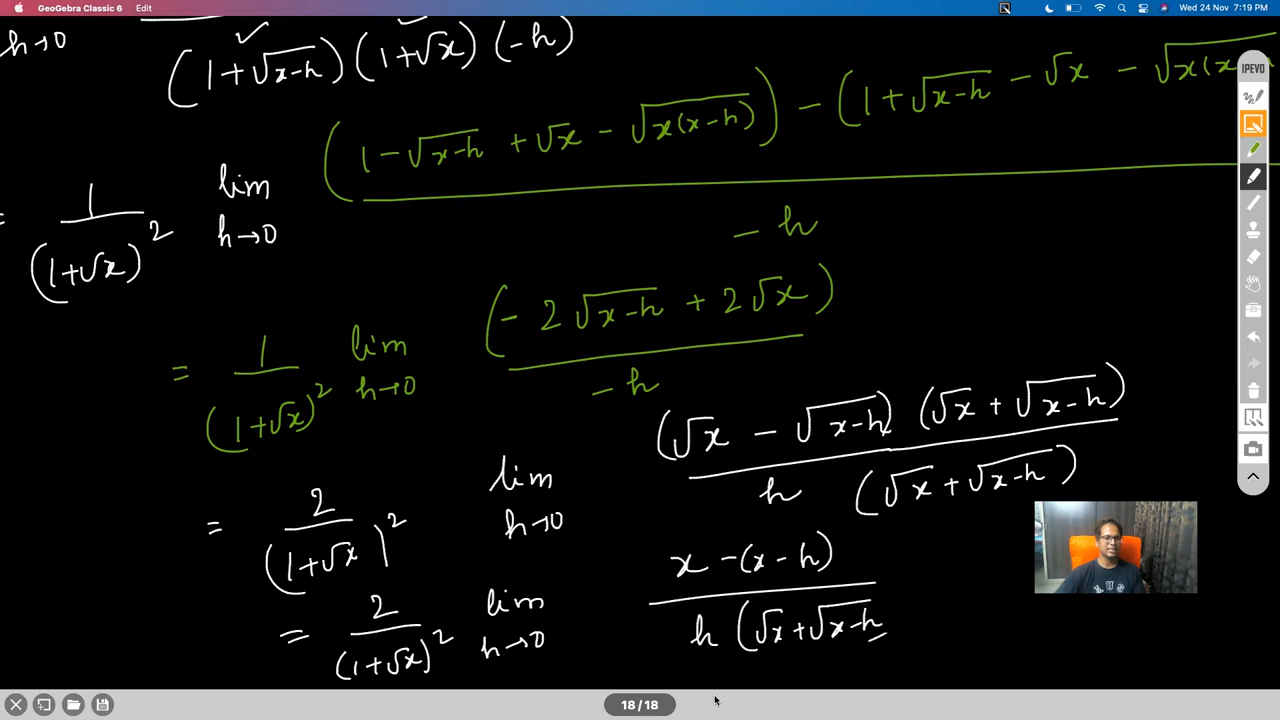 GeoGebra Classic 6 Edit Wed 24 Nov 7:19 PM
h→0
(1+√(x-h)) (1+√x) (-h)
IPEVO
= 1/(1+√x)² lim h→0 ((1-√(x-h) + √x - √(x(x-h))) - (1+√(x-h) - √x - √(x(x-h / -h
= 1/(1+√x)² lim h→0 (-2√(x-h) + 2√x) / -h
= 2/(1+√x)² lim h→0 (√x - √(x-h)) (√x + √(x-h)) / h (√x + √(x-h))
= 2/(1+√x)² lim h→0 x-(x-h) / h (√x+√(x-h)
18 / 18